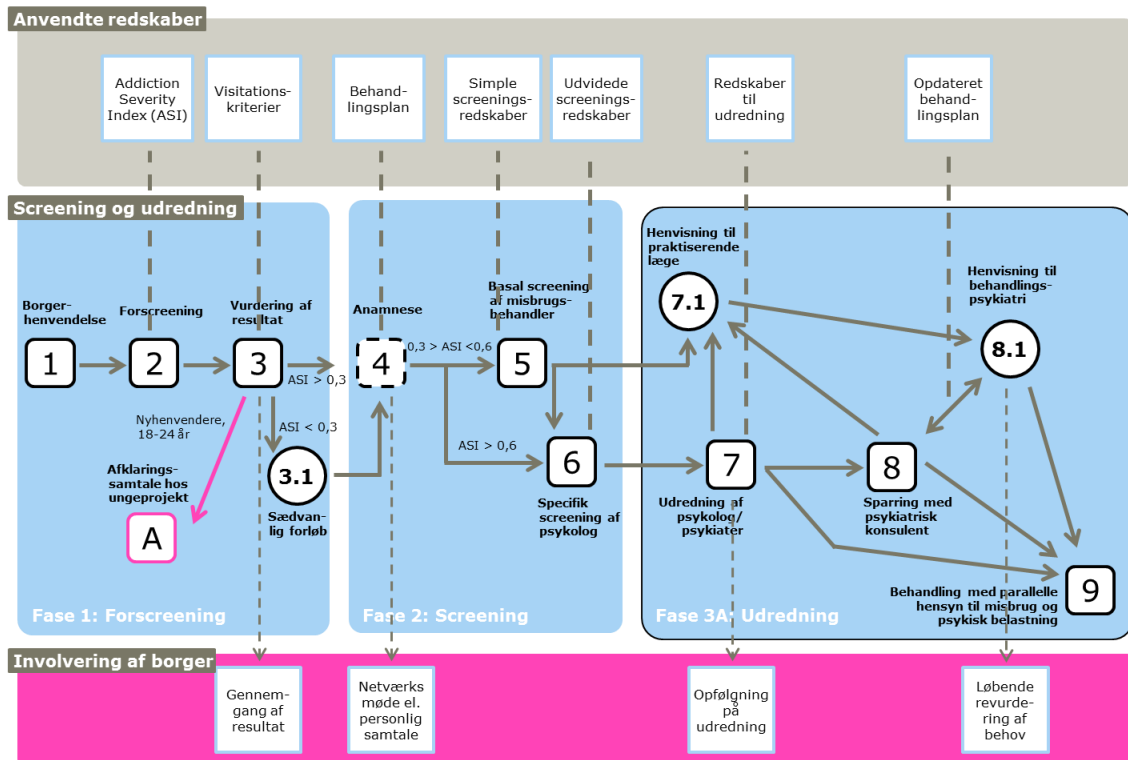 Anvendte redskaber
Addiction
Severity
Index (ASI)
Visitations-
kriterier
Behand-
lingsplan
Simple
screenings-
redskaber
Udvidede
screenings-
redskaber
Redskaber
til
udredning
Opdateret
behand-
lingsplan
Screening og udredning
Borger-
henvendelse
1
Forscreening
2
Vurdering af
resultat
3
ASI > 0,3
ASI < 0,3
Nyhenvendere,
18-24 år
Afklarings-
samtale hos
ungeprojekt
A
3.1
Sædvan-
lig forløb
Fase 1: Forscreening
Anamnese
4
0,3 > ASI <0,6
Basal screening
af misbrugs-
behandler
5
ASI > 0,6
6
Specifik
screening af
psykolog
Fase 2: Screening
Henvisning til
praktiserende
læge
7.1
7
Udredning af
psykolog/
psykiater
Henvisning til
behandlings-
psykiatri
8.1
8
Sparring med
psykiatrisk
konsulent
9
Behandling med parallelle
hensyn til misbrug og
psykisk belastning
Fase 3A: Udredning
Involvering af borger
Gennem-
gang af
resultat
Netværks
møde el.
personlig
samtale
Opfølgning
på
udredning
Løbende
revurde-
ring af
behov